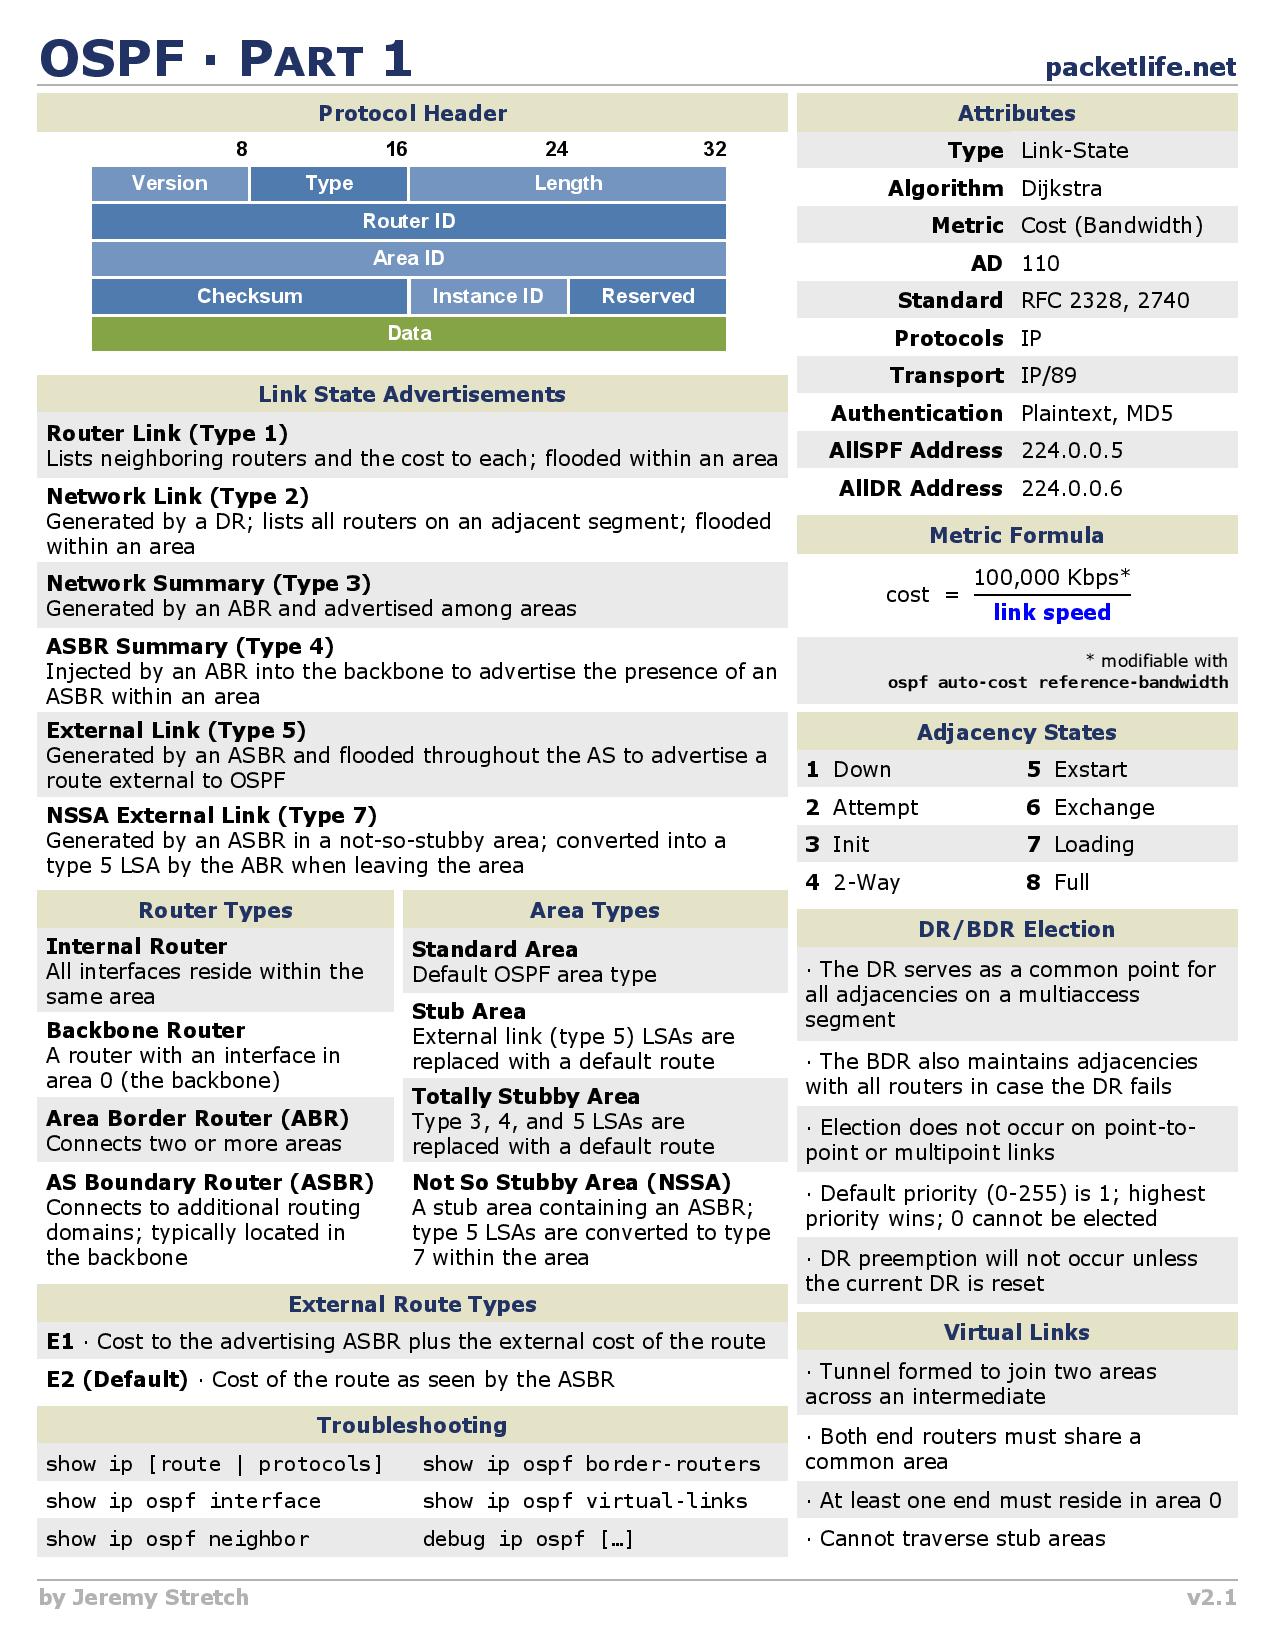 OSPF · PART 1
packetlife.net
Protocol Header
8 16 24 32
Version Type Length
Router ID
Area ID
Checksum Instance ID Reserved
Data
Link State Advertisements
Router Link (Type 1)
Lists neighboring routers and the cost to each; flooded within an area
Network Link (Type 2)
Generated by a DR; lists all routers on an adjacent segment; flooded
within an area
Network Summary (Type 3)
Generated by an ABR and advertised among areas
ASBR Summary (Type 4)
Injected by an ABR into the backbone to advertise the presence of an
ASBR within an area
External Link (Type 5)
Generated by an ASBR and flooded throughout the AS to advertise a
route external to OSPF
NSSA External Link (Type 7)
Generated by an ASBR in a not-so-stubby area; converted into a
type 5 LSA by the ABR when leaving the area
Router Types
Internal Router
All interfaces reside within the
same area
Backbone Router
A router with an interface in
area 0 (the backbone)
Area Border Router (ABR)
Connects two or more areas
AS Boundary Router (ASBR)
Connects to additional routing
domains; typically located in
the backbone
Area Types
Standard Area
Default OSPF area type
Stub Area
External link (type 5) LSAs are
replaced with a default route
Totally Stubby Area
Type 3, 4, and 5 LSAs are
replaced with a default route
Not So Stubby Area (NSSA)
A stub area containing an ASBR;
type 5 LSAs are converted to type
7 within the area
External Route Types
E1 · Cost to the advertising ASBR plus the external cost of the route
E2 (Default) · Cost of the route as seen by the ASBR
Troubleshooting
show ip [route | protocols] show ip ospf border-routers
show ip ospf interface show ip ospf virtual-links
show ip ospf neighbor debug ip ospf […]
Attributes
Type Link-State
Algorithm Dijkstra
Metric Cost (Bandwidth)
AD 110
Standard RFC 2328, 2740
Protocols IP
Transport IP/89
Authentication Plaintext, MD5
AllSPF Address 224.0.0.5
AllDR Address 224.0.0.6
Metric Formula
100,000 Kbps*
cost =
link speed
* modifiable with
ospf auto-cost reference-bandwidth
Adjacency States
1 Down 5 Exstart
2 Attempt 6 Exchange
3 Init 7 Loading
4 2-Way 8 Full
DR/BDR Election
· The DR serves as a common point for
all adjacencies on a multiaccess
segment
· The BDR also maintains adjacencies
with all routers in case the DR fails
· Election does not occur on point-to-
point or multipoint links
· Default priority (0-255) is 1; highest
priority wins; 0 cannot be elected
· DR preemption will not occur unless
the current DR is reset
Virtual Links
· Tunnel formed to join two areas
across an intermediate
· Both end routers must share a
common area
· At least one end must reside in area 0
· Cannot traverse stub areas
by Jeremy Stretch
v2.1